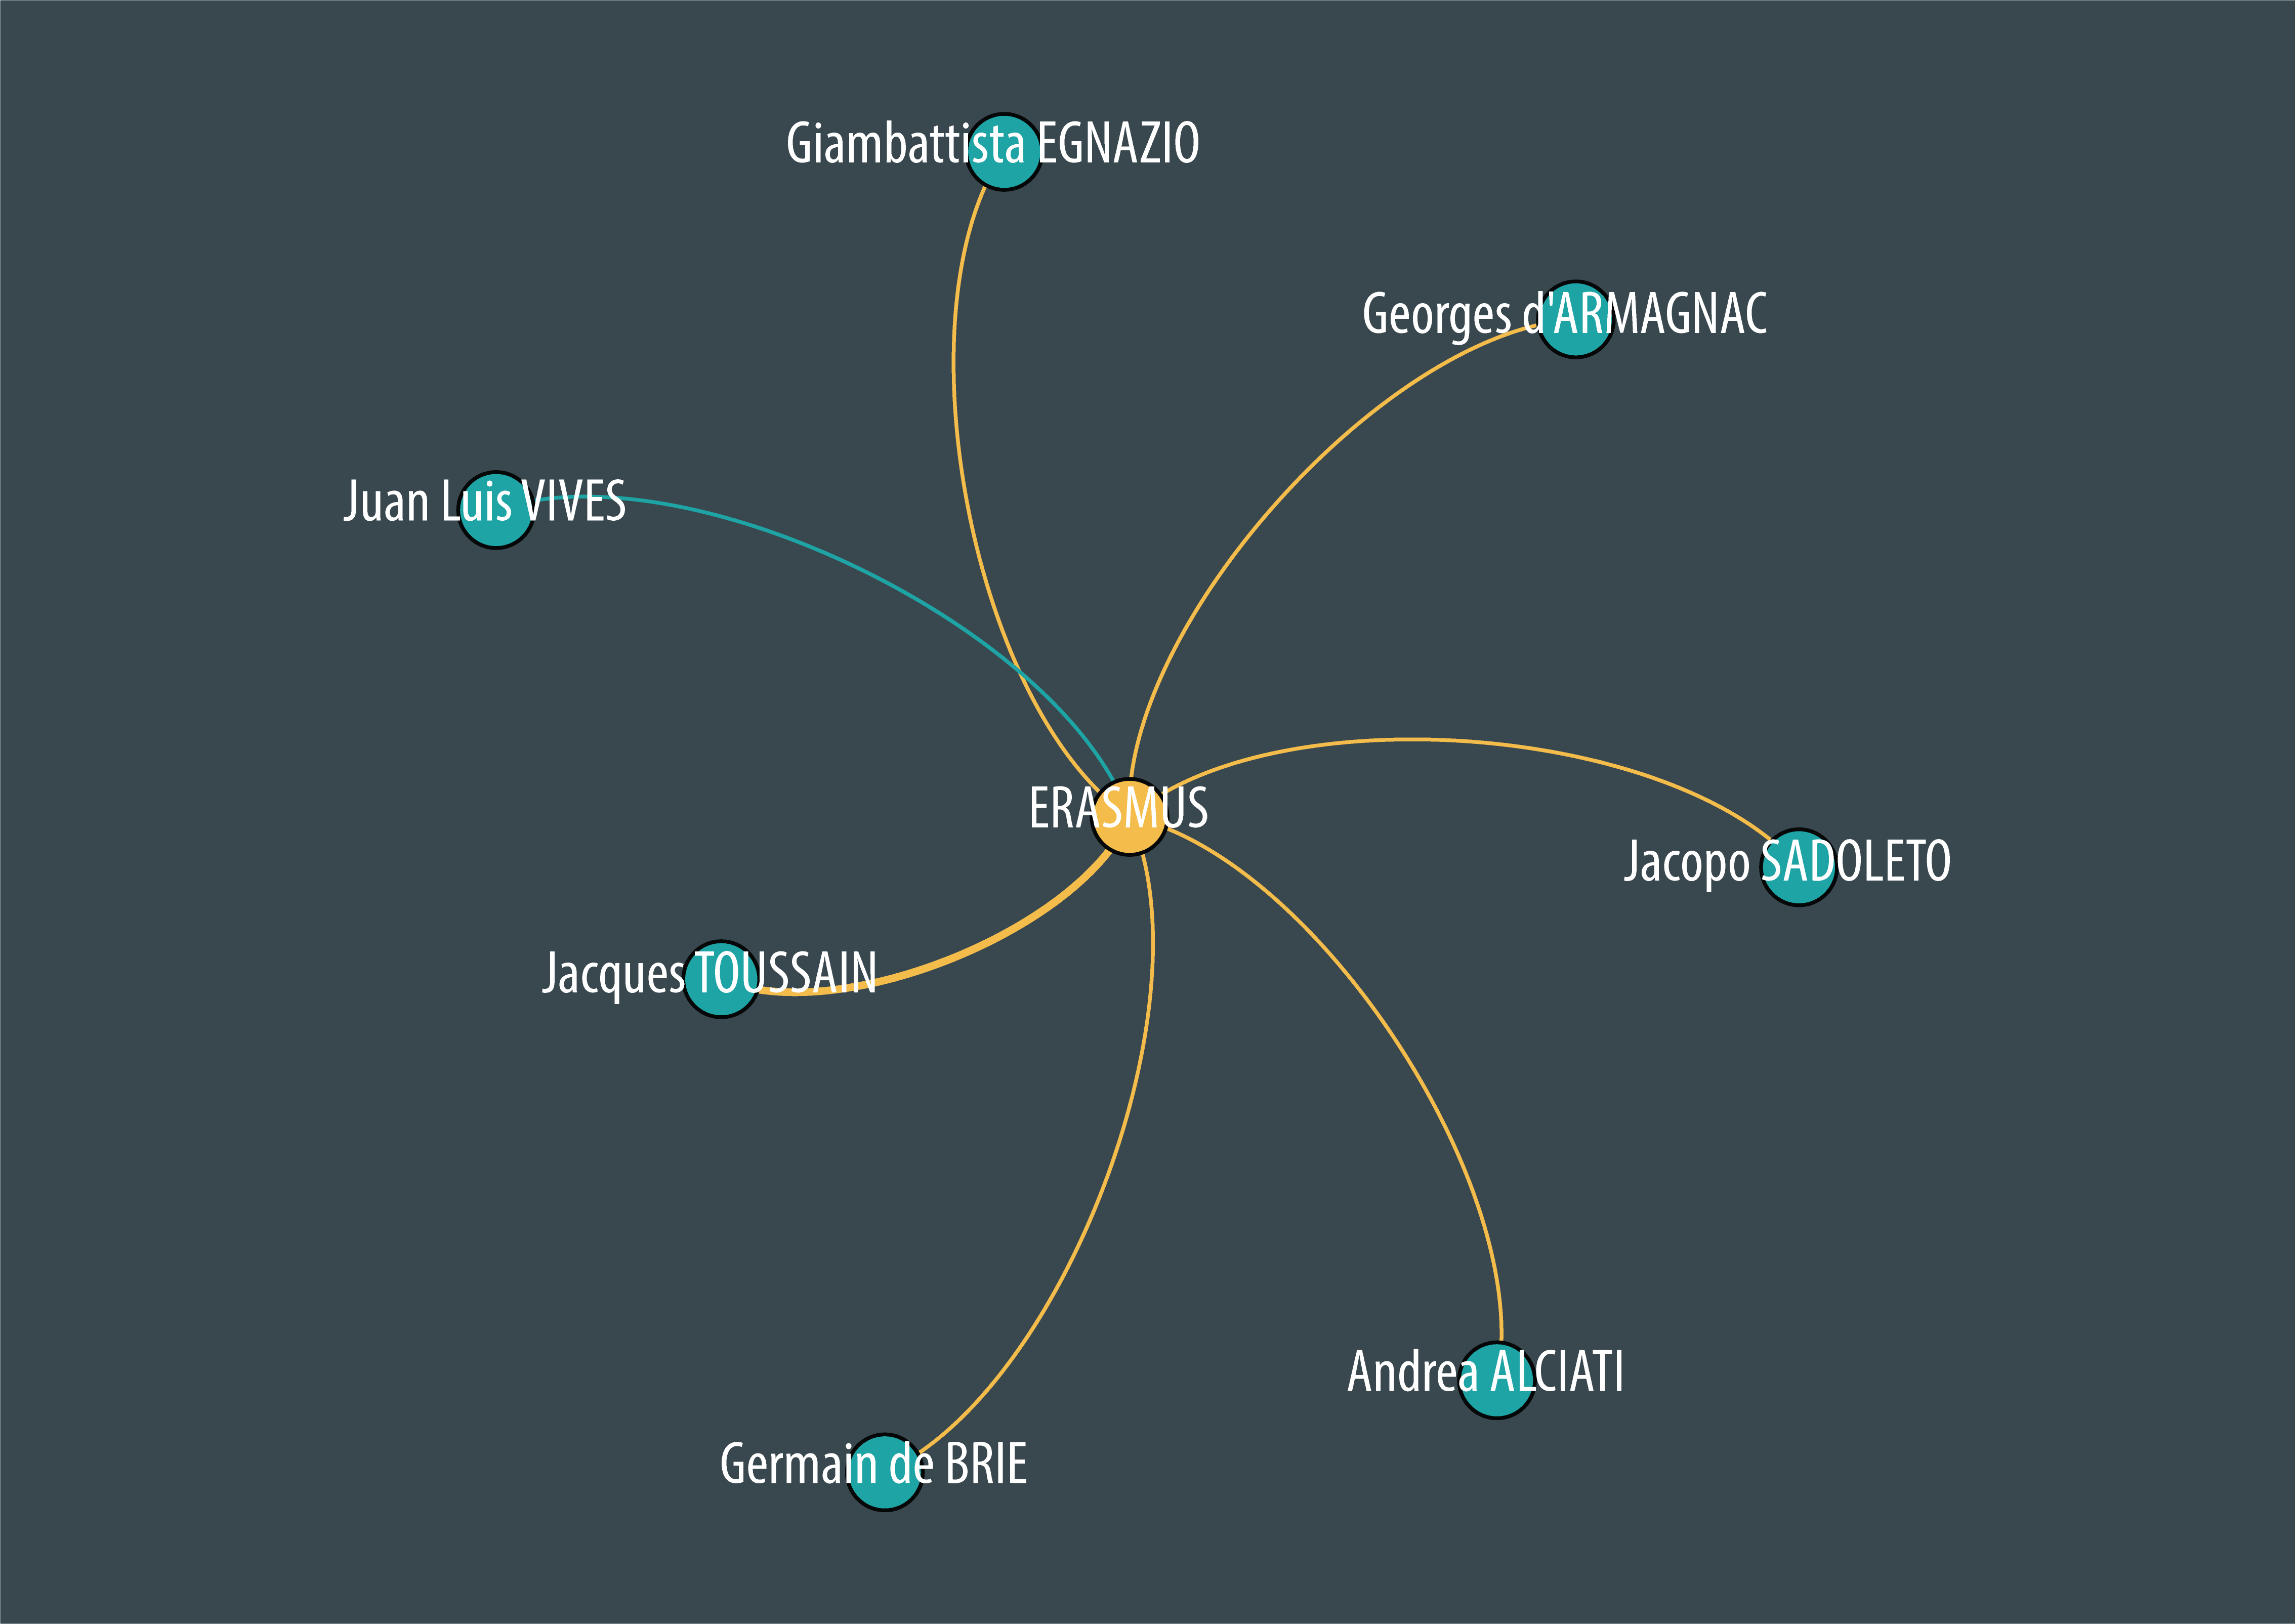 Giambattista EGNAZIO
Georges d'ARMAGNAC
Juan Luis VIVES
ERASMUS
Jacopo SADOLETO
Jacques TOUSSAIN
Andrea ALCIATI
Germain de BRIE